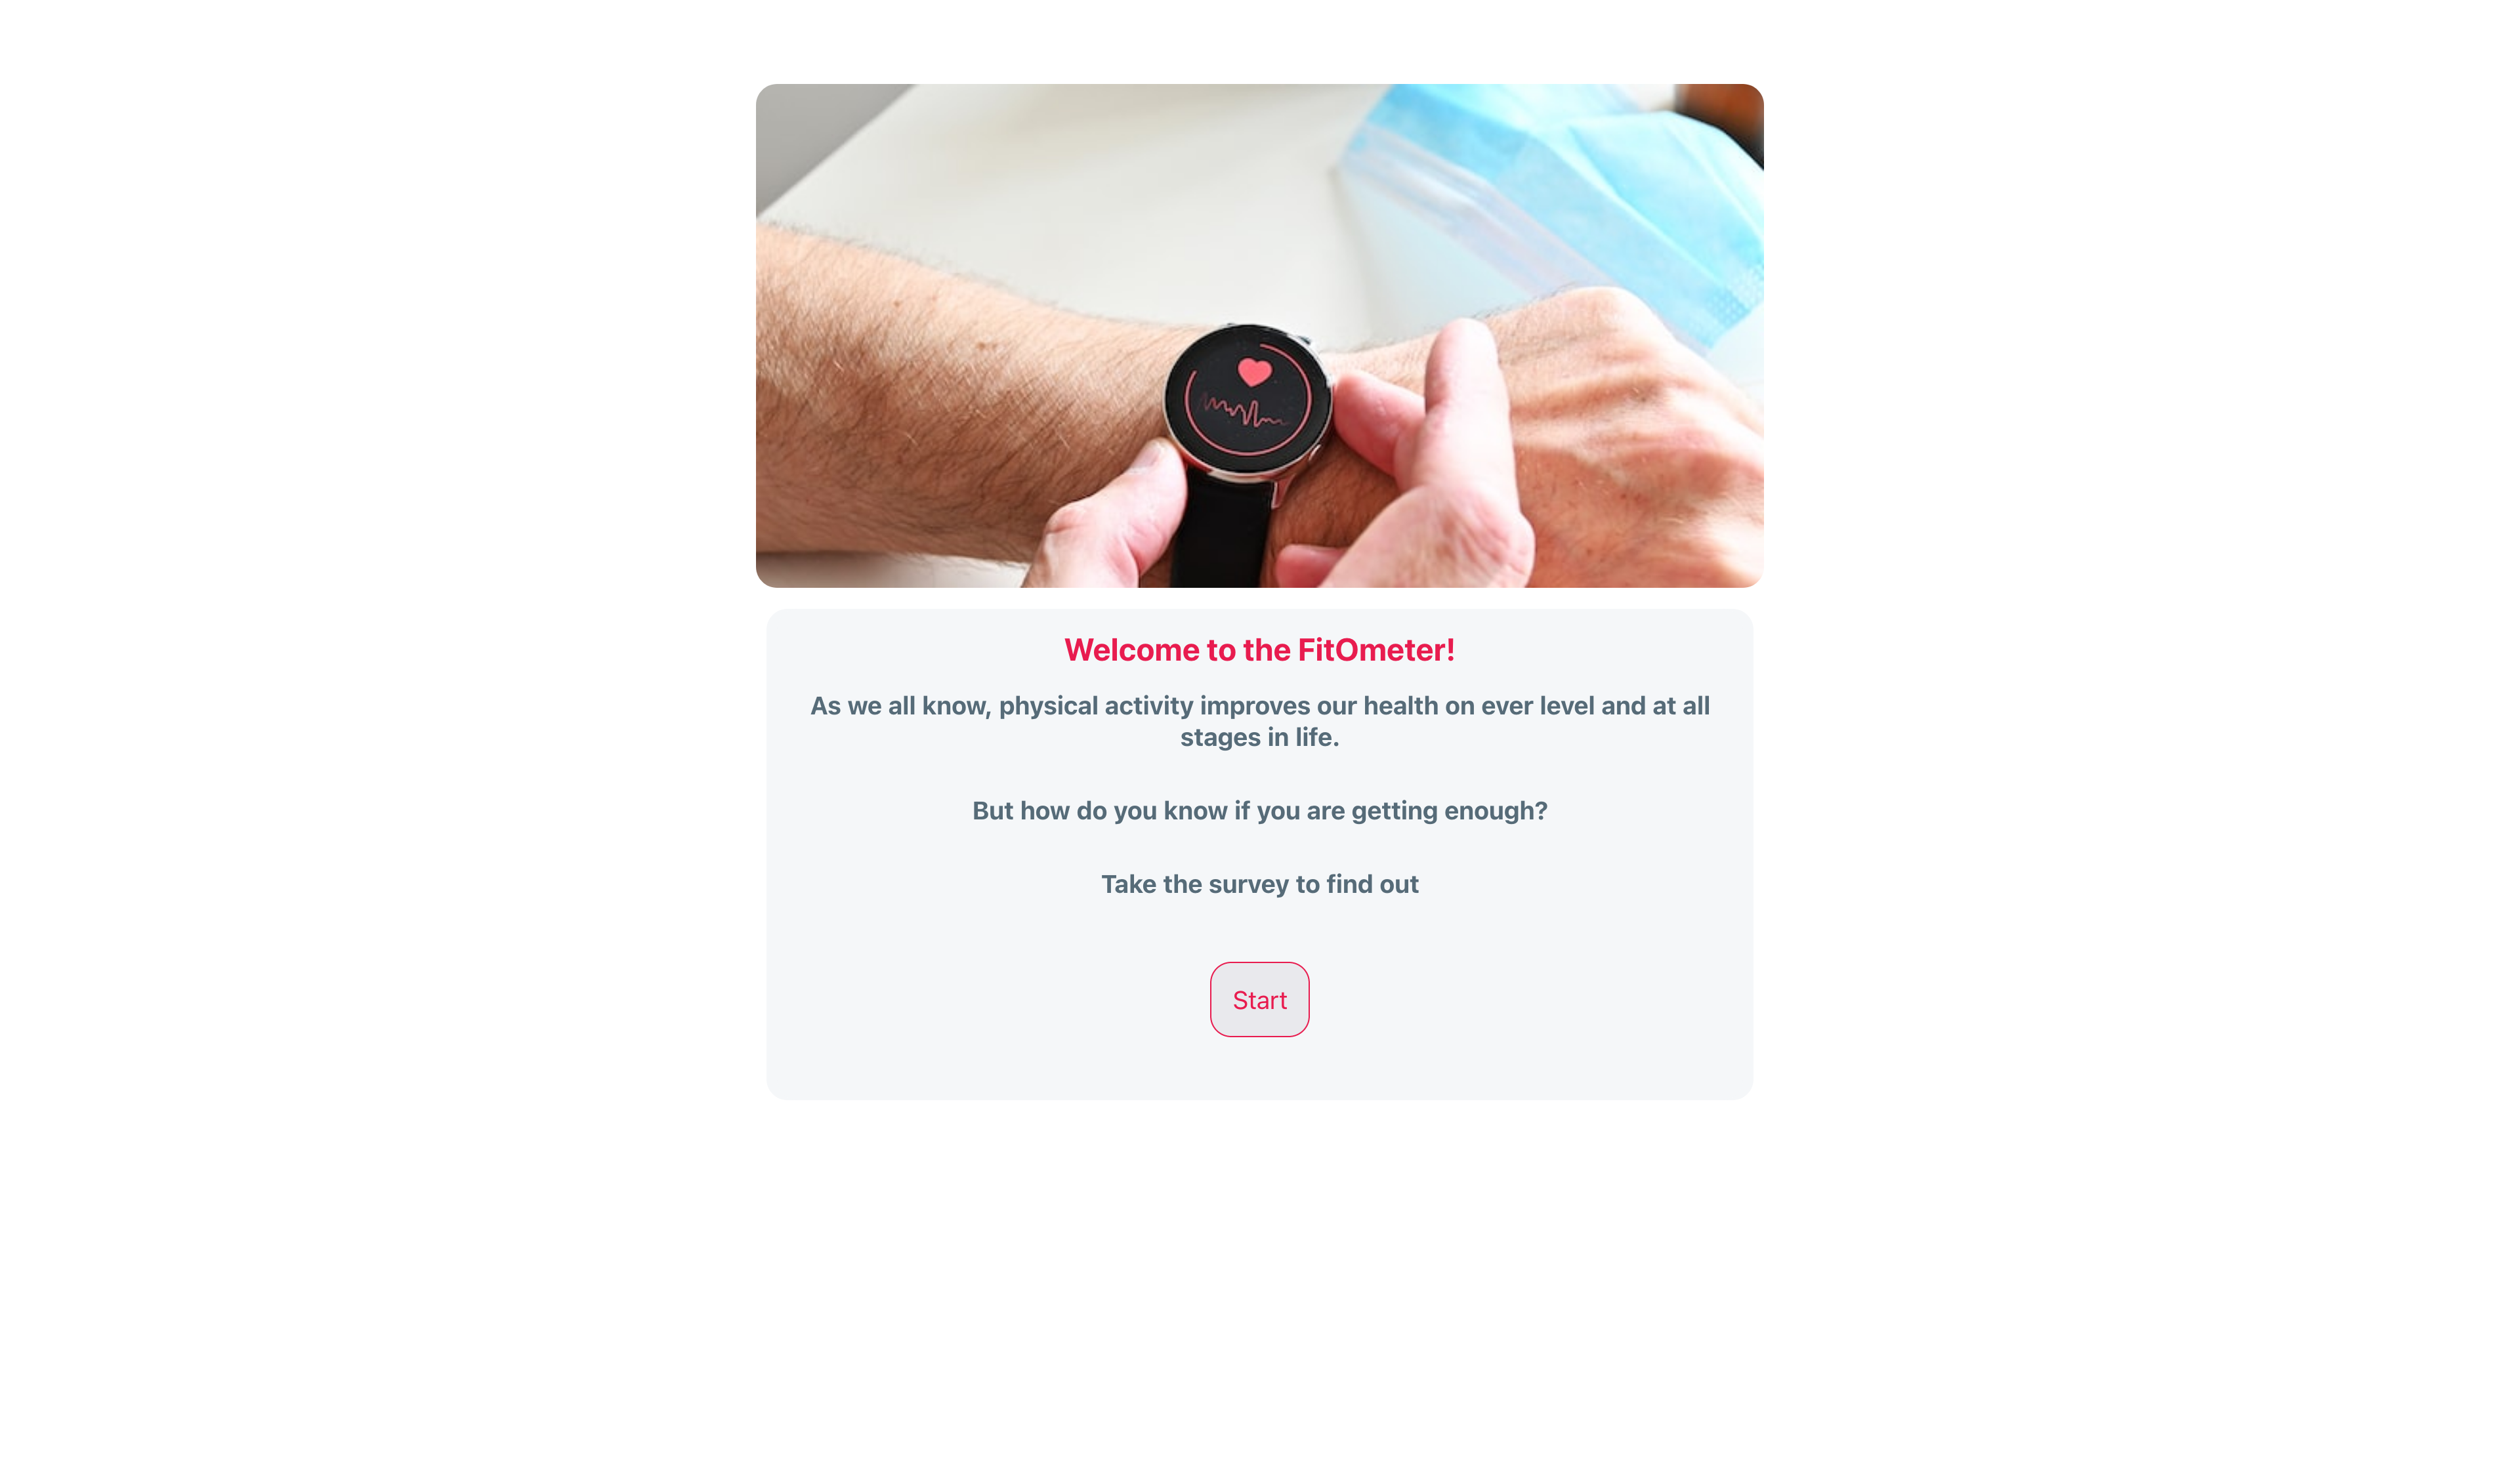 Welcome to the FitOmeter!
As we all know, physical activity improves our health on ever level and at all
stages in life.
But how do you know if you are getting enough?
Take the survey to find out
Start